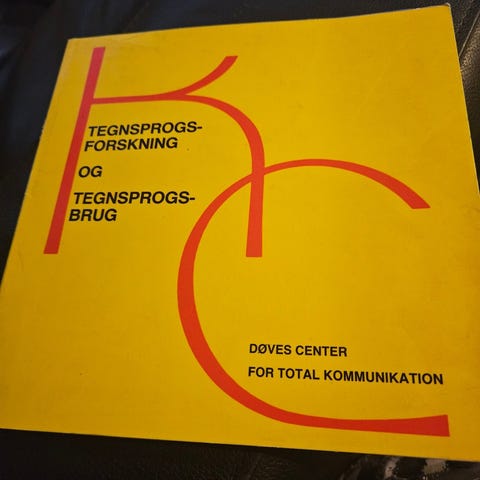 TEGNSPROGS-
FORSKNING
OG
TEGNSPROGS-
BRUG
DØVES CENTER
FOR TOTAL KOMMUNIKATION